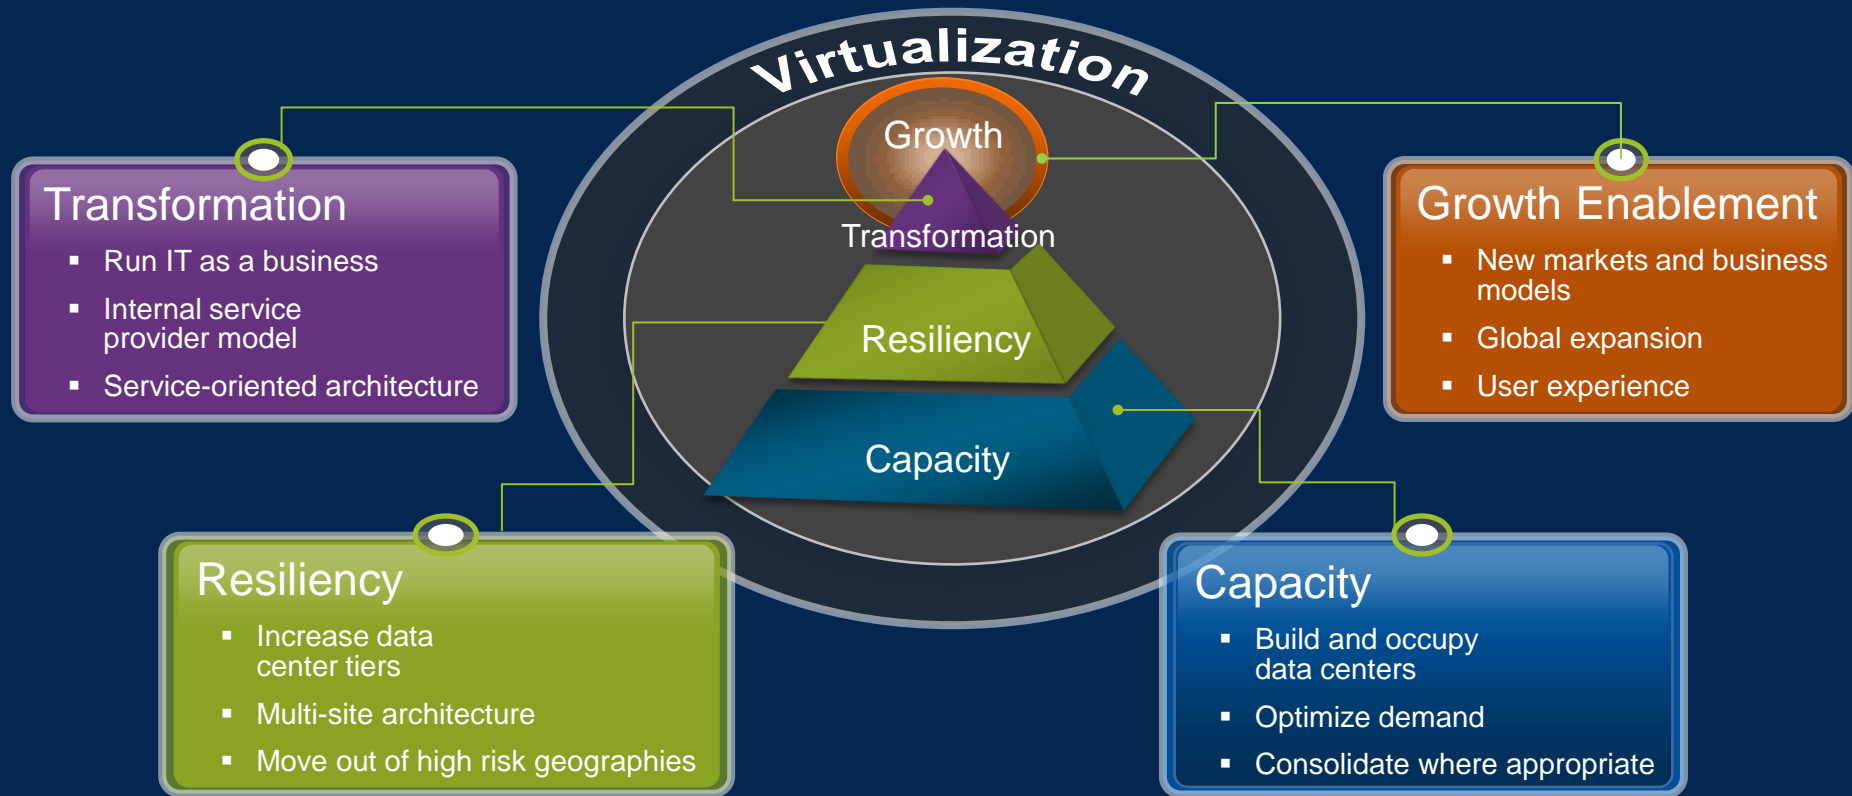 Virtualization
Growth
Transformation
Resiliency
Capacity
Transformation
▪ Run IT as a business
▪ Internal service
provider model
▪ Service-oriented architecture
Growth Enablement
▪ New markets and business
models
▪ Global expansion
▪ User experience
Resiliency
▪ Increase data
center tiers
▪ Multi-site architecture
▪ Move out of high risk geographies
Capacity
▪ Build and occupy
data centers
▪ Optimize demand
▪ Consolidate where appropriate